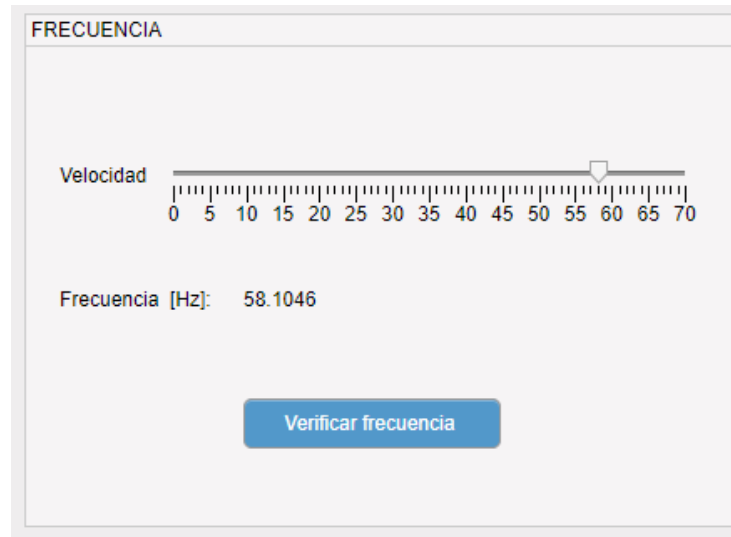 FRECUENCIA
Velocidad
0 5 10 15 20 25 30 35 40 45 50 55 60 65 70
Frecuencia [Hz]: 58.1046
Verificar frecuencia